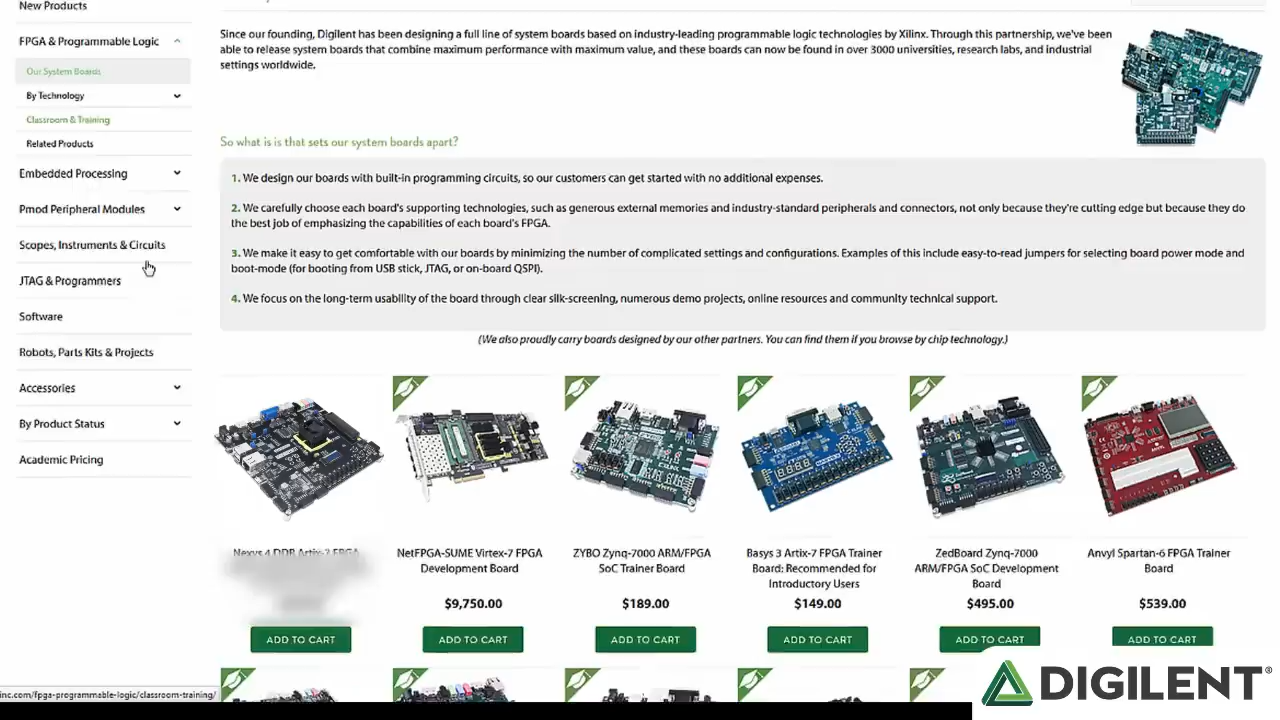 New Products
FPGA & Programmable Logic
Our System Boards
By Technology
Classroom & Training
Related Products
Embedded Processing
Pmod Peripheral Modules
Scopes, Instruments & Circuits
JTAG & Programmers
Software
Robots, Parts Kits & Projects
Accessories
By Product Status
Academic Pricing
Since our founding, Digilent has been designing a full line of system boards based on industry-leading programmable logic technologies by Xilinx. Through this partnership, we've been
able to release system boards that combine maximum performance with maximum value, and these boards can now be found in over 3000 universities, research labs, and industrial
settings worldwide.
So what is is that sets our system boards apart?
1. We design our boards with built-in programming circuits, so our customers can get started with no additional expenses.
2. We carefully choose each board's supporting technologies, such as generous external memories and industry-standard peripherals and connectors, not only because they're cutting edge but because they do
the best job of emphasizing the capabilities of each board's FPGA.
3. We make it easy to get comfortable with our boards by minimizing the number of complicated settings and configurations. Examples of this include easy-to-read jumpers for selecting board power mode and
boot-mode (for booting from USB stick, JTAG, or on-board QSPI).
4. We focus on the long-term usability of the board through clear silk-screening, numerous demo projects, online resources and community technical support.
(We also proudly carry boards designed by our other partners. You can find them if you browse by chip technology.)
Nexys 4 DDR Artix-7 FPGA
ADD TO CART
NetFPGA-SUME Virtex-7 FPGA
Development Board
$9,750.00
ADD TO CART
ZYBO Zynq-7000 ARM/FPGA
SoC Trainer Board
$189.00
ADD TO CART
Basys 3 Artix-7 FPGA Trainer
Board: Recommended for
Introductory Users
$149.00
ADD TO CART
ZedBoard Zynq-7000
ARM/FPGA SoC Development
Board
$495.00
ADD TO CART
Anvyl Spartan-6 FPGA Trainer
Board
$539.00
ADD TO CART
inc.com/fpga-programmable-logic/classroom-training/
DIGILENT®